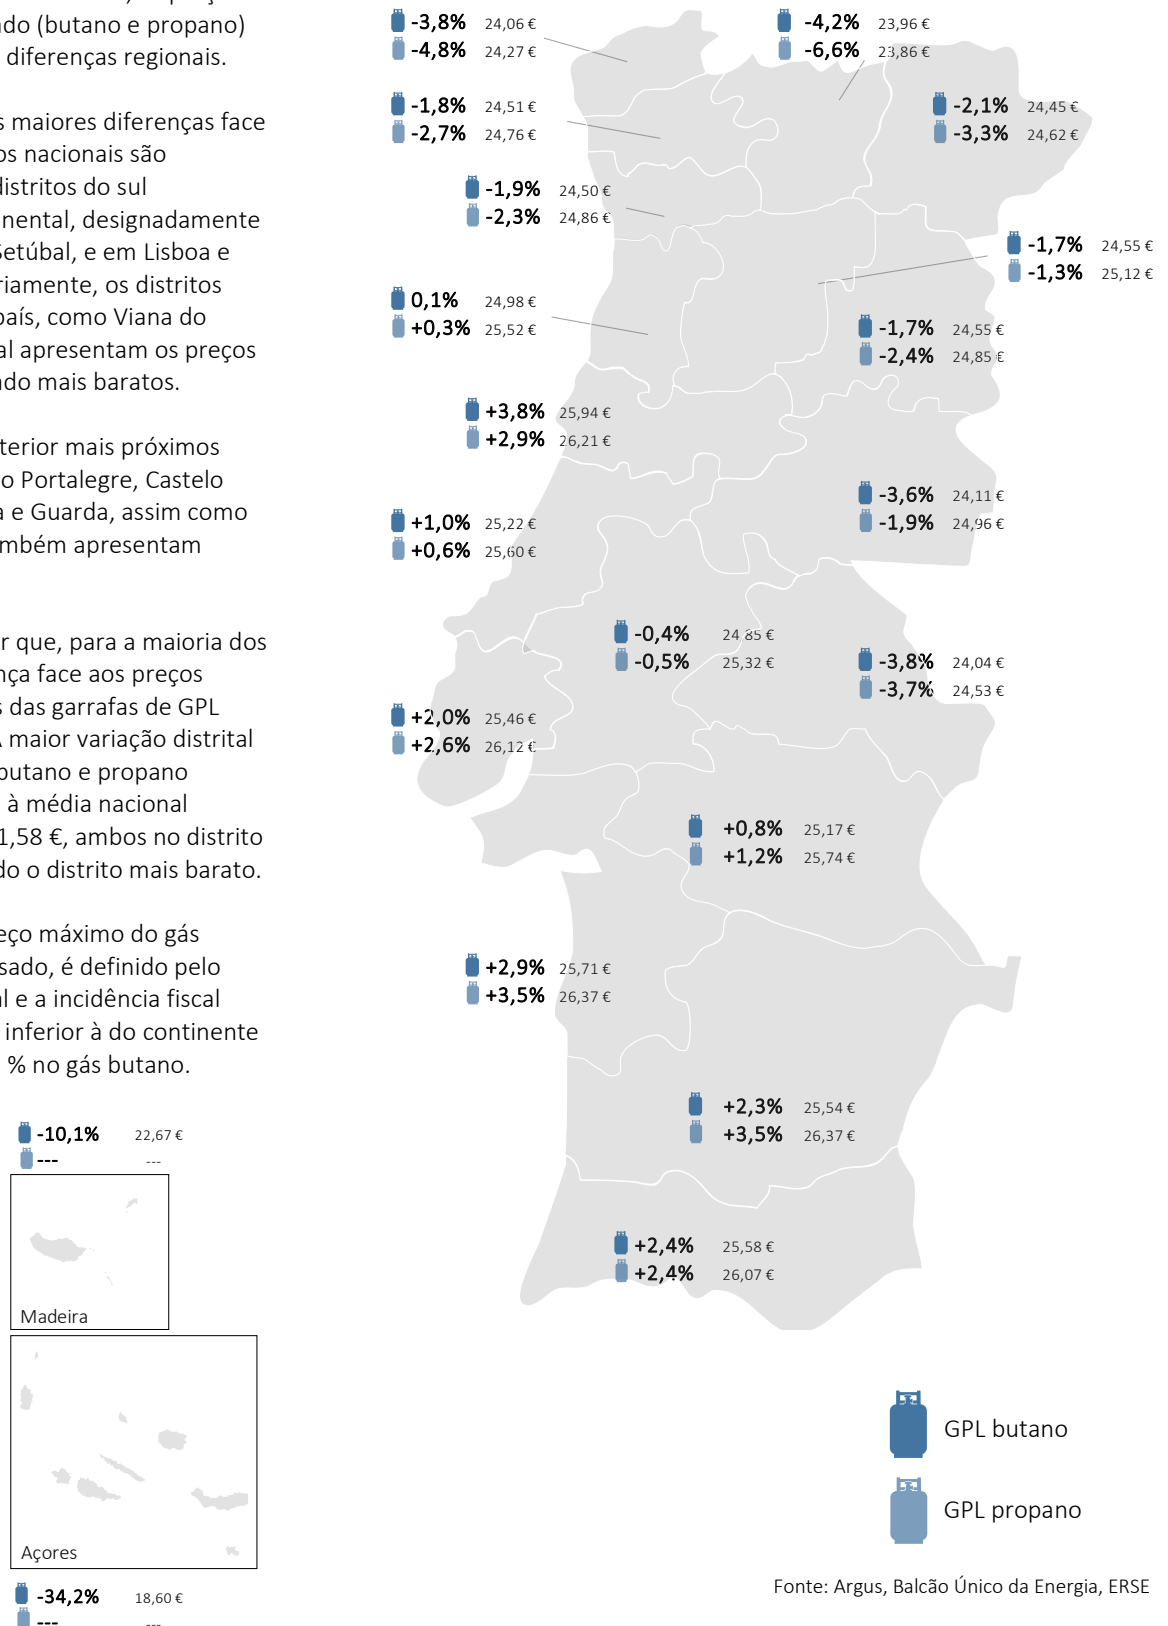 ado (butano e propano)
diferenças regionais.
s maiores diferenças face
os nacionais são
distritos do sul
nental, designadamente
Setúbal, e em Lisboa e
riamente, os distritos
país, como Viana do
al apresentam os preços
ndo mais baratos.
terior mais próximos
o Portalegre, Castelo
a e Guarda, assim como
ambém apresentam
r que, para a maioria dos
nça face aos preços
s das garrafas de GPL
A maior variação distrital
butano e propano
à média nacional
1,58 €, ambos no distrito
do o distrito mais barato.
eço máximo do gás
sado, é definido pelo
al e a incidência fiscal
inferior à do continente
% no gás butano.
-3,8% 24,06 €
-4,8% 24,27 €
-4,2% 23,96 €
-6,6% 23,86 €
-1,8% 24,51 €
-2,7% 24,76 €
-2,1% 24,45 €
-3,3% 24,62 €
-1,9% 24,50 €
-2,3% 24,86 €
-1,7% 24,55 €
-1,3% 25,12 €
0,1% 24,98 €
+0,3% 25,52 €
-1,7% 24,55 €
-2,4% 24,85 €
+3,8% 25,94 €
+2,9% 26,21 €
-3,6% 24,11 €
-1,9% 24,96 €
+1,0% 25,22 €
+0,6% 25,60 €
-0,4% 24,85 €
-0,5% 25,32 €
-3,8% 24,04 €
-3,7% 24,53 €
+2,0% 25,46 €
+2,6% 26,12 €
+0,8% 25,17 €
+1,2% 25,74 €
+2,9% 25,71 €
+3,5% 26,37 €
+2,3% 25,54 €
+3,5% 26,37 €
+2,4% 25,58 €
+2,4% 26,07 €
-10,1% 22,67 €
--- ---
Madeira
Açores
-34,2% 18,60 €
--- ---
GPL butano
GPL propano
Fonte: Argus, Balcão Único da Energia, ERSE